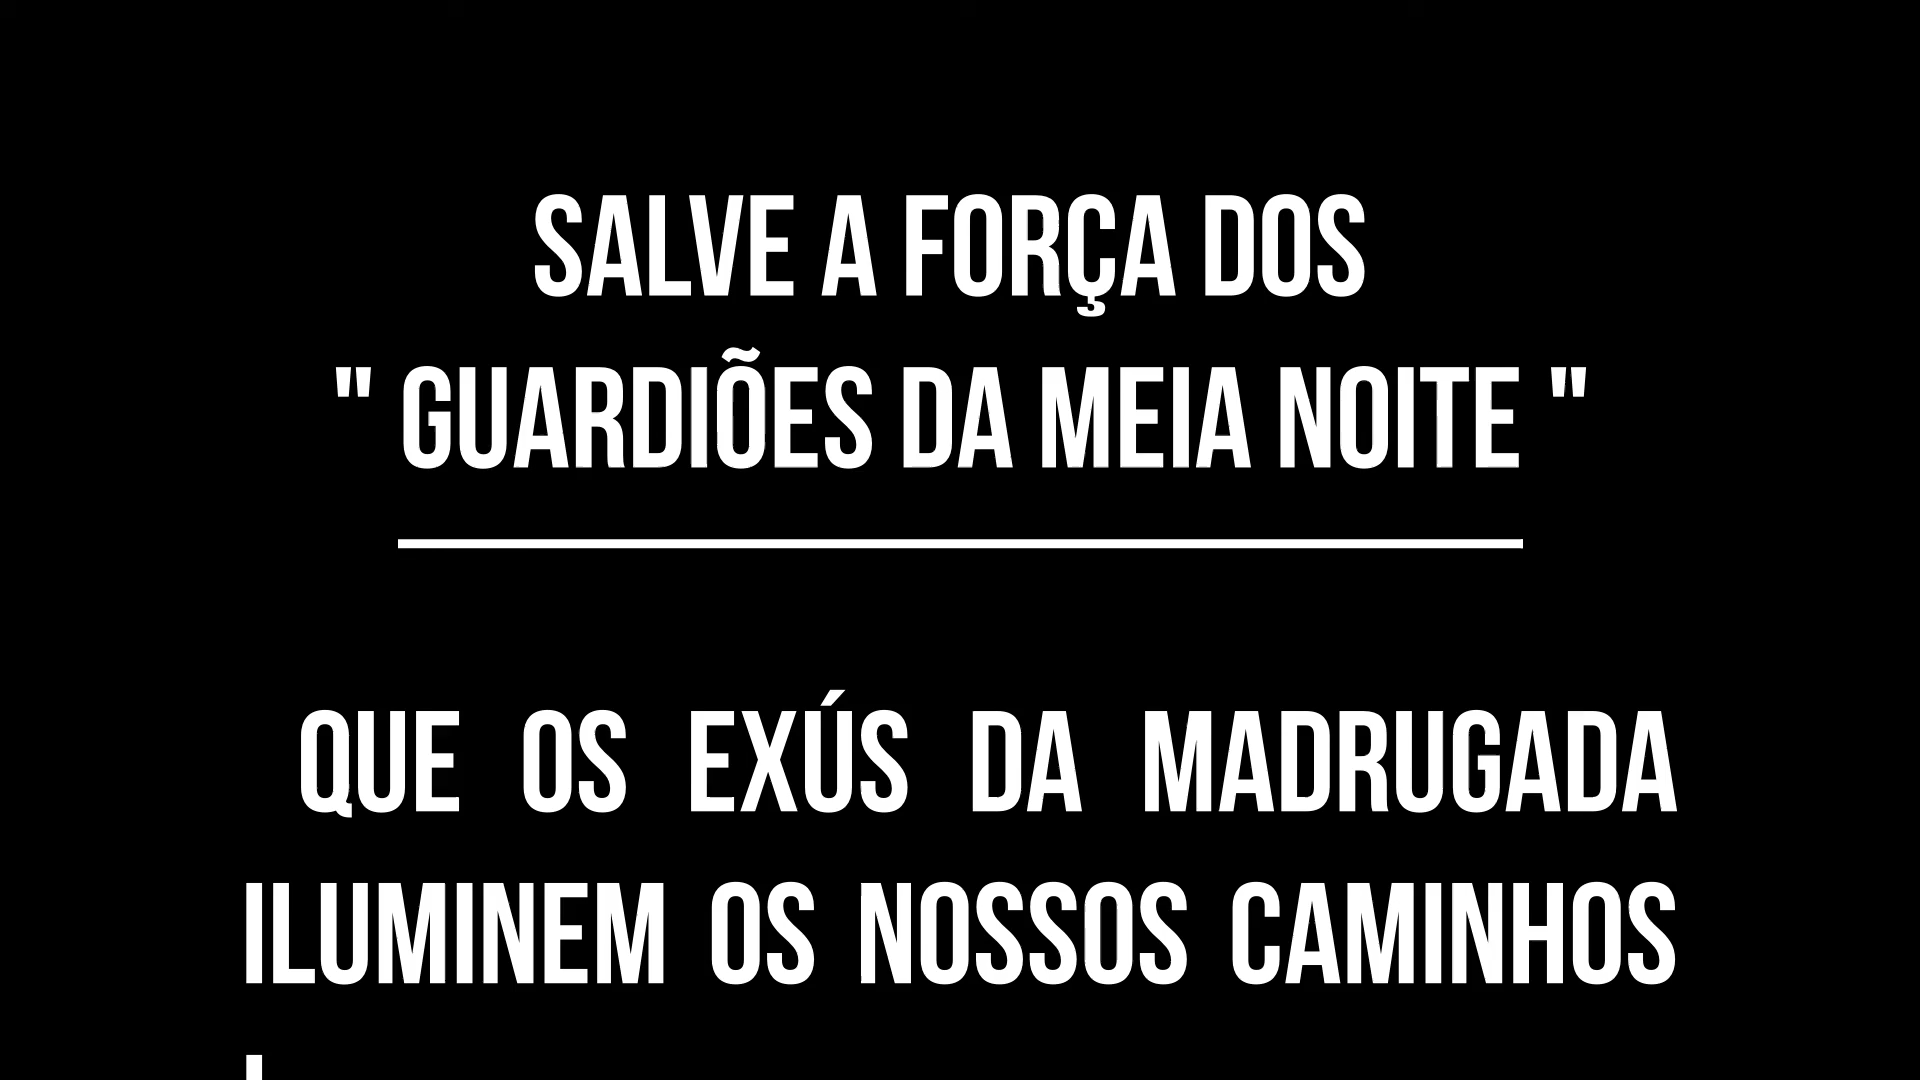 SALVE A FORÇA DOS
" GUARDIÕES DA MEIA NOITE "
QUE OS EXÚS DA MADRUGADA
ILUMINEM OS NOSSOS CAMINHOS